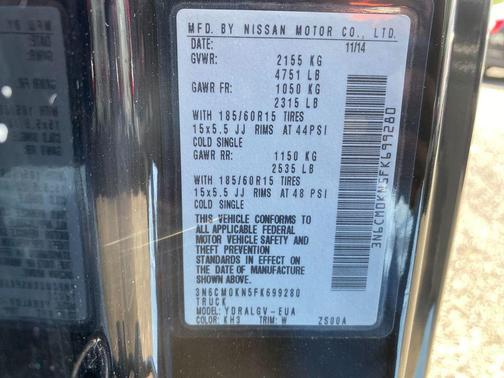 MFD. BY NISSAN MOTOR CO., LTD.
DATE: 11/14
GVWR: 2155 KG
4751 LB
GAWR FR: 1050 KG
2315 LB
WITH 185/60R15 TIRES
15x5.5 JJ RIMS AT 44PSI
COLD SINGLE
GAWR RR: 1150 KG
2535 LB
WITH 185/60R15 TIRES
15x5.5 JJ RIMS AT 48 PSI
COLD SINGLE
THIS VEHICLE CONFORMS TO
ALL APPLICABLE FEDERAL
MOTOR VEHICLE SAFETY AND
THEFT PREVENTION
STANDARDS IN EFFECT ON
THE DATE OF MANUFACTURE
SHOWN ABOVE.
3N6CM0KN5FK699280
TRUCK
MODEL: YDRALGV-EUA
COLOR: KH3 TRIM: W ZS00A
3N6CM0KN5FK699280